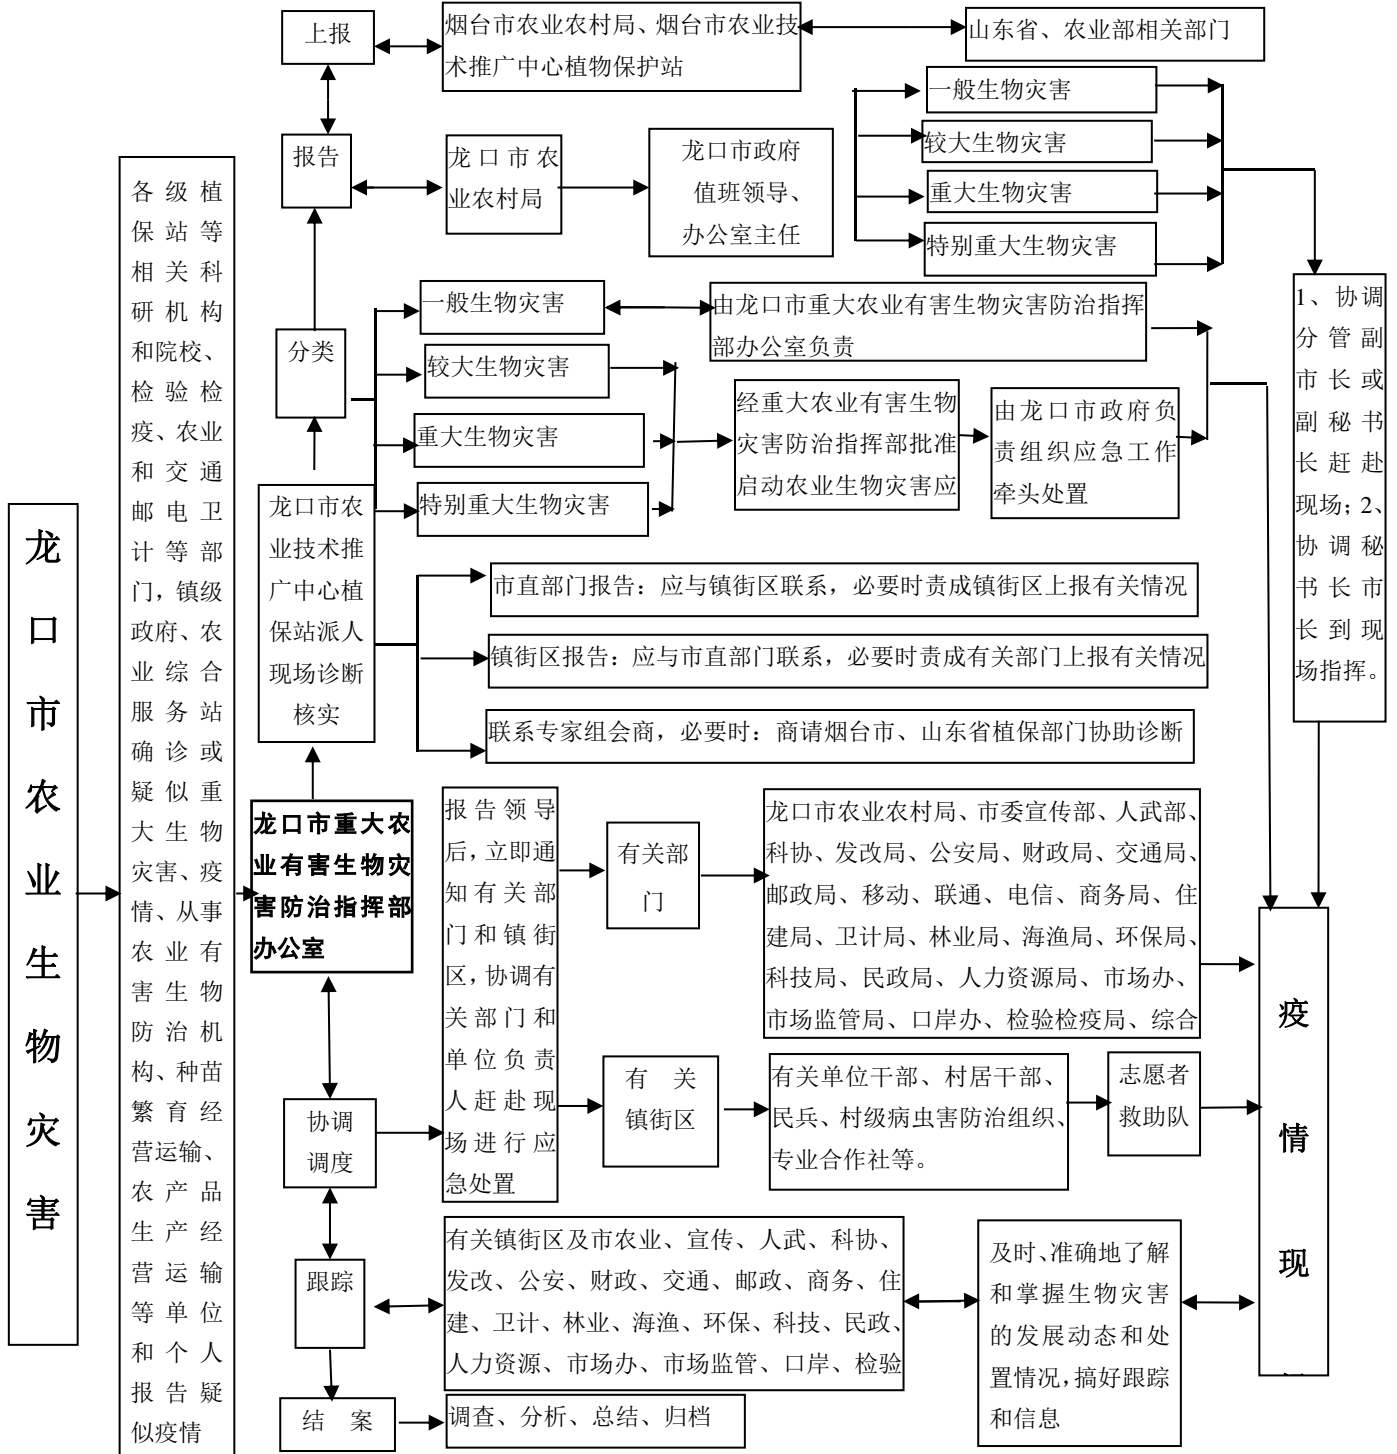 上报
烟台市农业农村局、烟台市农业技
术推广中心植物保护站
山东省、农业部相关部门
一般生物灾害
较大生物灾害
重大生物灾害
特别重大生物灾害
报告
龙口市农
业农村局
龙口市政府
值班领导、
办公室主任
1、协调
分管副
市长或
副秘书
长赶赴
现场；2、
协调秘
书长市
长到现
场指挥。
分类
一般生物灾害
较大生物灾害
重大生物灾害
特别重大生物灾害
由龙口市重大农业有害生物灾害防治指挥
部办公室负责
经重大农业有害生物
灾害防治指挥部批准
启动农业生物灾害应
由龙口市政府负
责组织应急工作
牵头处置
龙口市农业生物灾害
各级植
保站等
相关科
研机构
和院校、
检验检
疫、农业
和交通
邮电卫
计等部
门，镇级
政府、农
业综合
服务站
确诊或
疑似重
大生物
灾害、疫
情、从事
农业有
害生物
防治机
构、种苗
繁育经
营运输、
农产品
生产经
营运输
等单位
和个人
报告疑
似疫情
龙口市农
业技术推
广中心植
保站派人
现场诊断
核实
市直部门报告：应与镇街区联系，必要时责成镇街区上报有关情况
镇街区报告：应与市直部门联系，必要时责成有关部门上报有关情况
联系专家组会商，必要时：商请烟台市、山东省植保部门协助诊断
龙口市重大农
业有害生物灾
害防治指挥部
办公室
报告领导
后，立即通
知有关部
门和镇街
区，协调有
关部门和
单位负责
人赶赴现
场进行应
急处置
有关部
门
龙口市农业农村局、市委宣传部、人武部、
科协、发改局、公安局、财政局、交通局、
邮政局、移动、联通、电信、商务局、住
建局、卫计局、林业局、海渔局、环保局、
科技局、民政局、人力资源局、市场办、
市场监管局、口岸办、检验检疫局、综合
有 关
镇街区
有关单位干部、村居干部、
民兵、村级病虫害防治组织、
专业合作社等。
志愿者
救助队
疫情现
协调
调度
跟踪
有关镇街区及市农业、宣传、人武、科协、
发改、公安、财政、交通、邮政、商务、住
建、卫计、林业、海渔、环保、科技、民政、
人力资源、市场办、市场监管、口岸、检验
及时、准确地了解
和掌握生物灾害
的发展动态和处
置情况，搞好跟踪
和信息
结 案
调查、分析、总结、归档